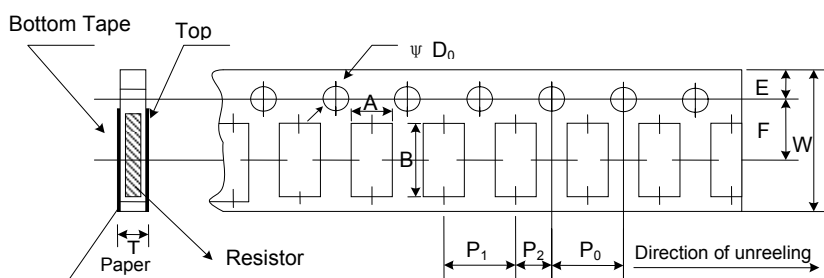 Bottom Tape
Top
ψ D₀
E
A
F
W
B
T
Paper
Resistor
P₁
P₂
P₀
Direction of unreeling